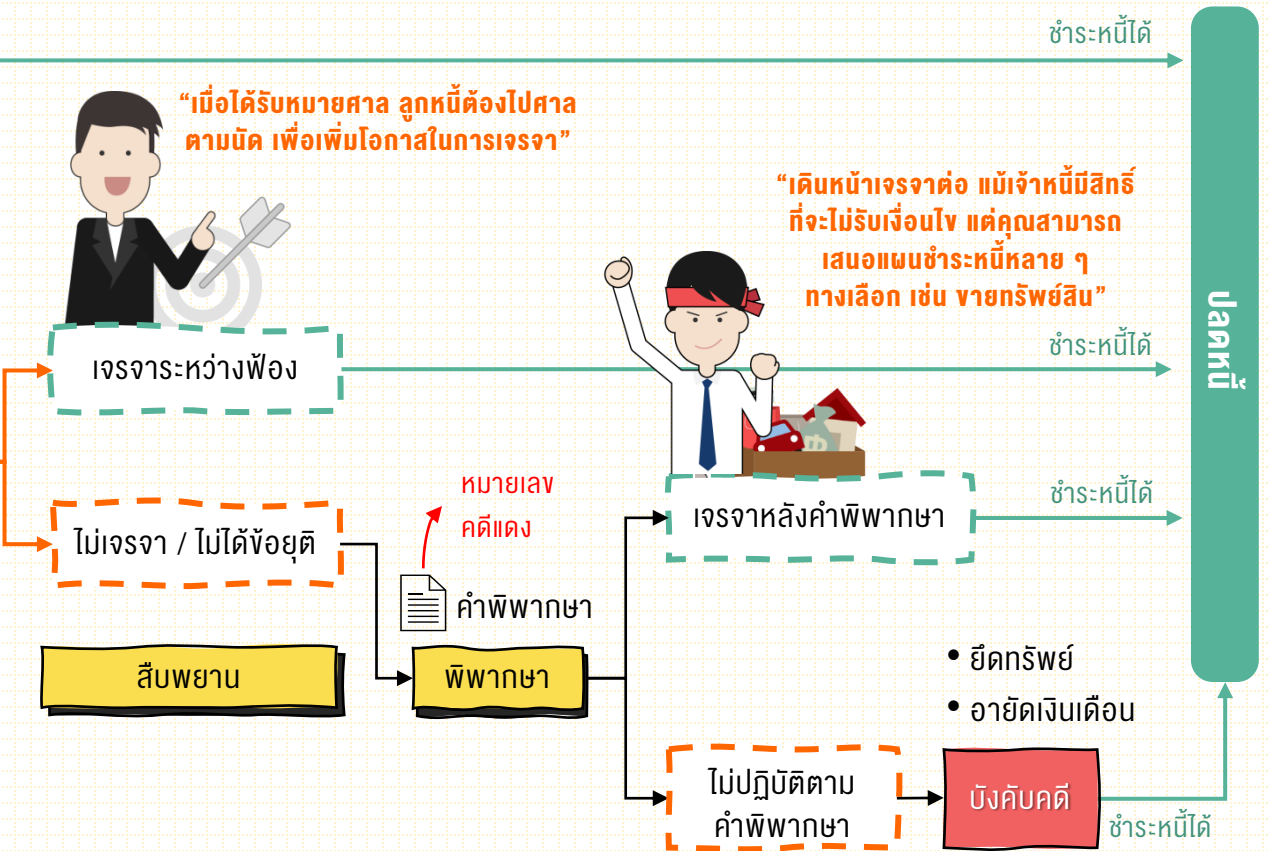 ชำระหนี้ได้
“เมื่อได้รับหมายศาล ลูกหนี้ต้องไปศาล
ตามนัด เพื่อเพิ่มโอกาสในการเจรจา”
“เดินหน้าเจรจาต่อ แม้เจ้าหนี้มีสิทธิ์
ที่จะไม่รับเงื่อนไข แต่คุณสามารถ
เสนอแผนชำระหนี้หลาย ๆ
ทางเลือก เช่น ขายทรัพย์สิน”
ปลดหนี้
เจรจาระหว่างฟ้อง
ชำระหนี้ได้
หมายเลข
คดีแดง
ไม่เจรจา / ไม่ได้ข้อยุติ
เจรจาหลังคำพิพากษา
ชำระหนี้ได้
คำพิพากษา
สืบพยาน
พิพากษา
• ยึดทรัพย์
• อายัดเงินเดือน
ไม่ปฏิบัติตาม
คำพิพากษา
บังคับคดี
ชำระหนี้ได้